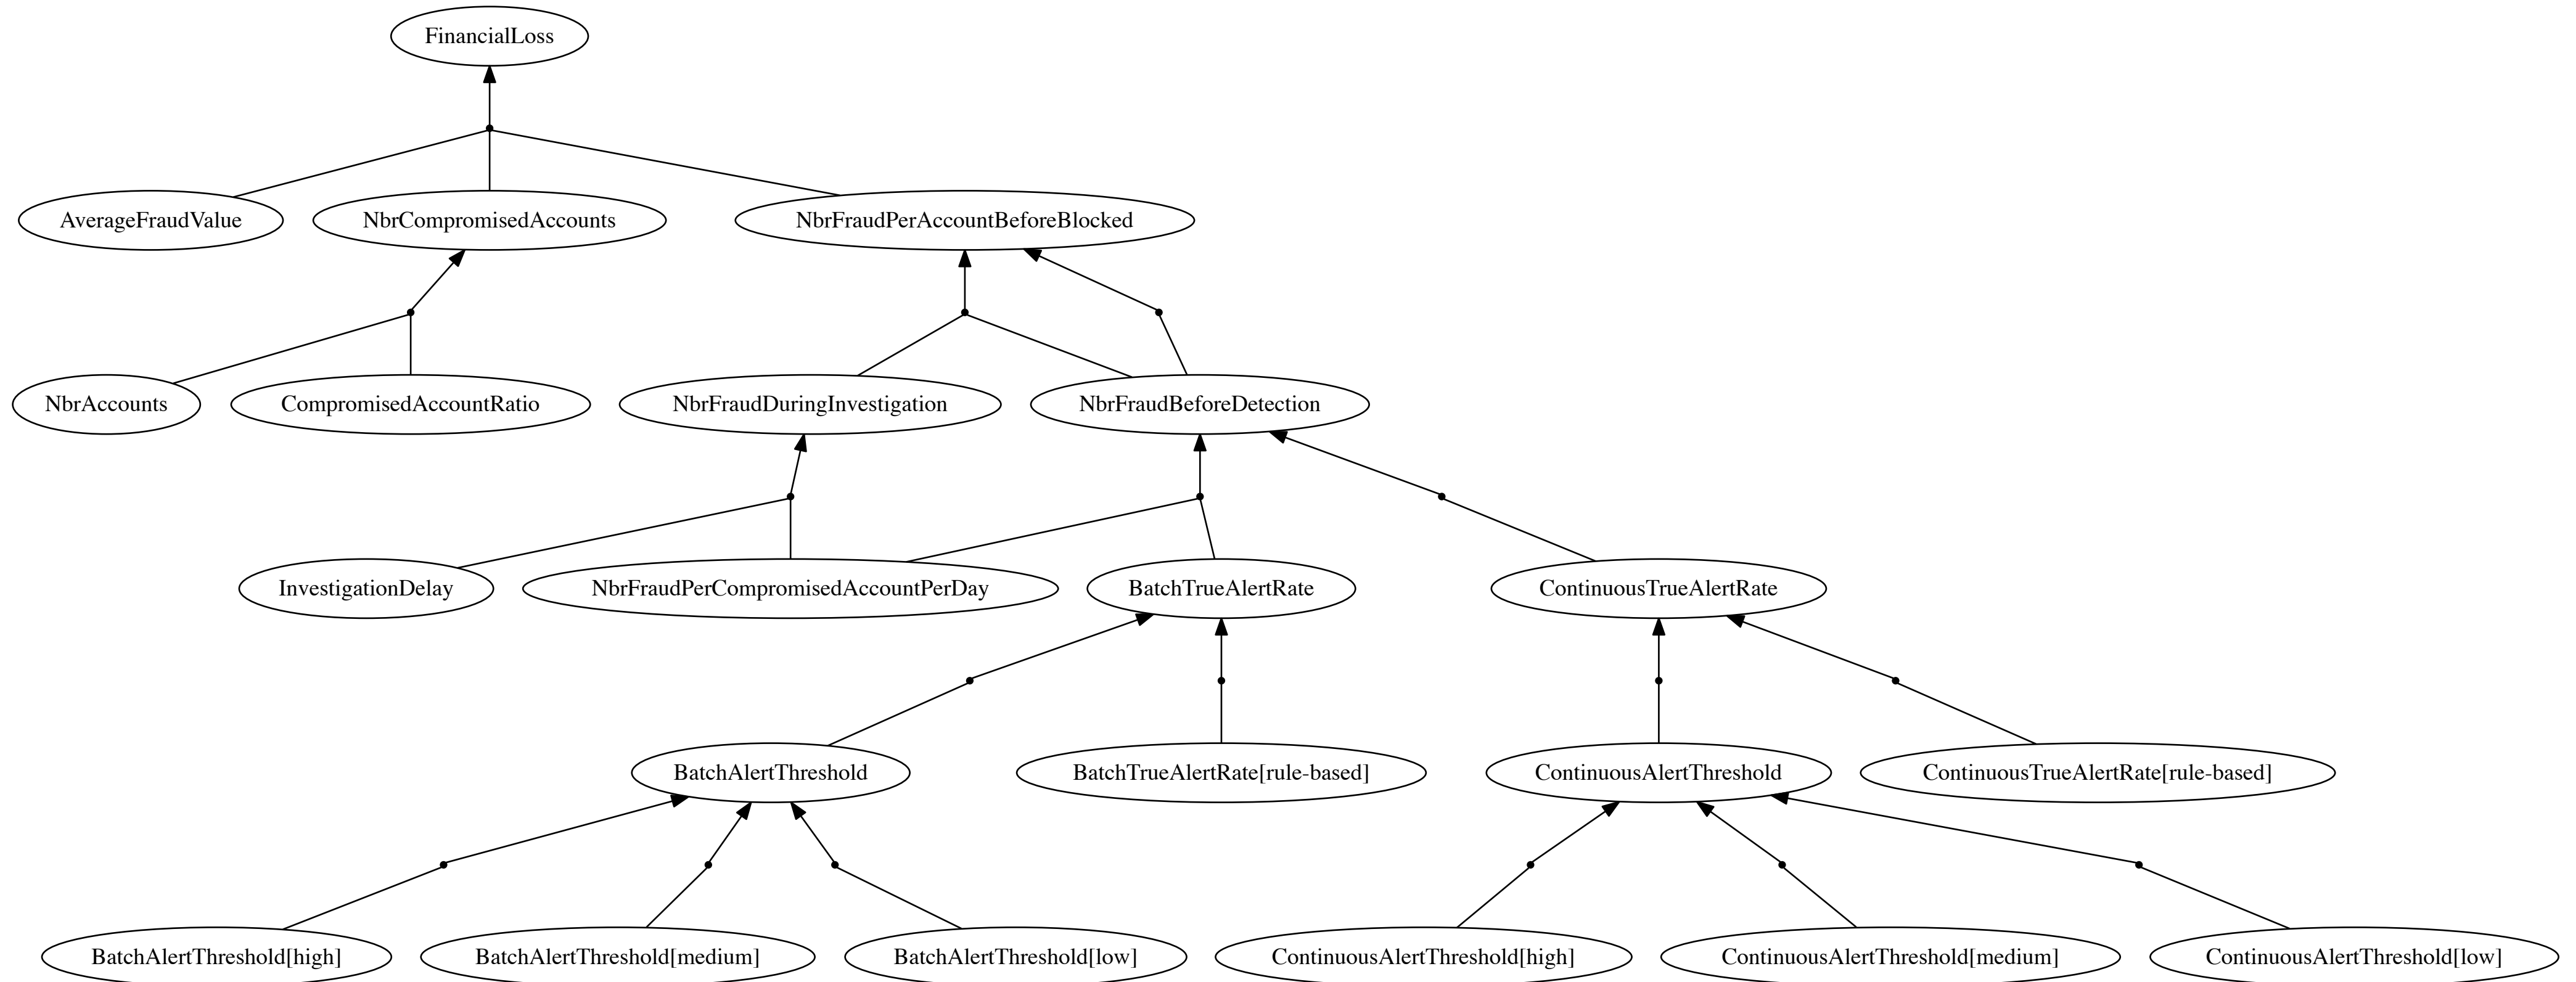 FinancialLoss
AverageFraudValue
NbrCompromisedAccounts
NbrFraudPerAccountBeforeBlocked
NbrAccounts
CompromisedAccountRatio
NbrFraudDuringInvestigation
NbrFraudBeforeDetection
InvestigationDelay
NbrFraudPerCompromisedAccountPerDay
BatchTrueAlertRate
ContinuousTrueAlertRate
BatchAlertThreshold
BatchTrueAlertRate[rule-based]
ContinuousAlertThreshold
ContinuousTrueAlertRate[rule-based]
BatchAlertThreshold[high]
BatchAlertThreshold[medium]
BatchAlertThreshold[low]
ContinuousAlertThreshold[high]
ContinuousAlertThreshold[medium]
ContinuousAlertThreshold[low]